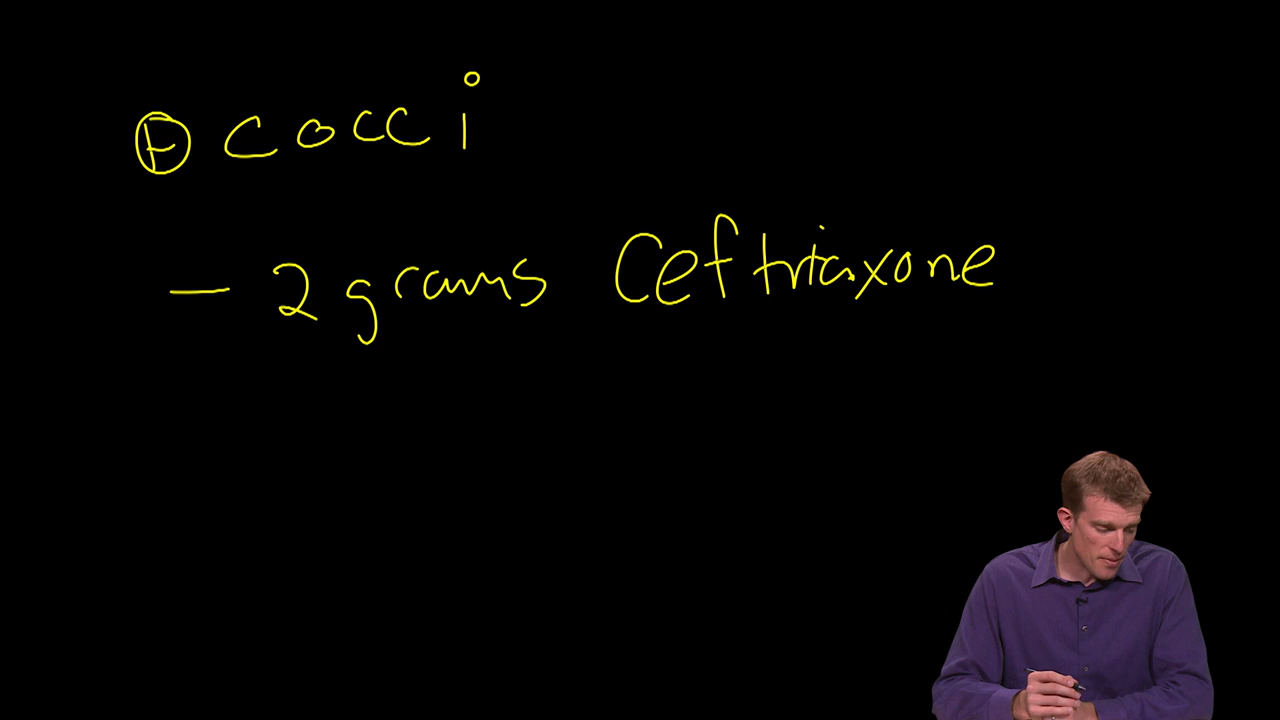 ⊕ cocci
— 2 grams Ceftriaxone